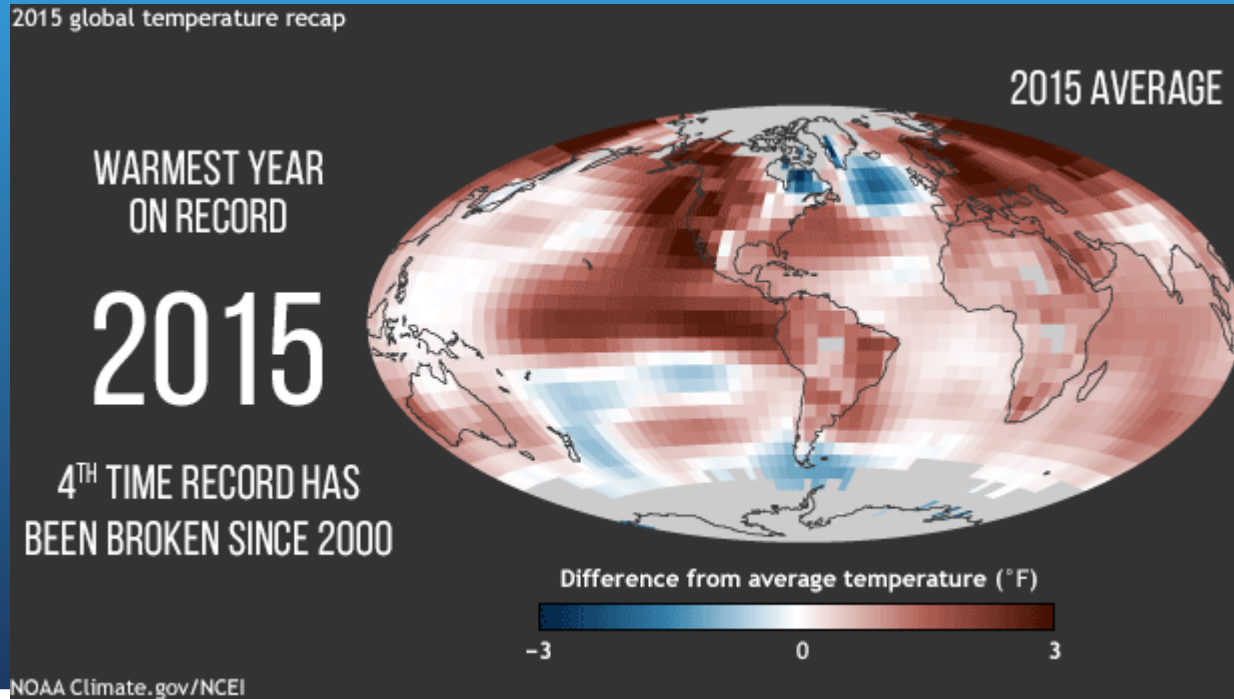 2015 global temperature recap
2015 AVERAGE
WARMEST YEAR
ON RECORD
2015
4TH TIME RECORD HAS
BEEN BROKEN SINCE 2000
Difference from average temperature (°F)
−3 0 3
NOAA Climate.gov/NCEI